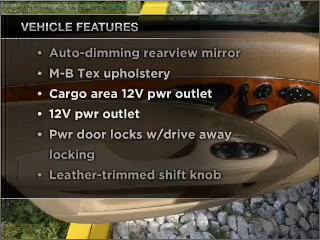 VEHICLE FEATURES
• Auto-dimming rearview mirror
• M-B Tex upholstery
• Cargo area 12V pwr outlet
• 12V pwr outlet
• Pwr door locks w/drive away
locking
• Leather-trimmed shift knob